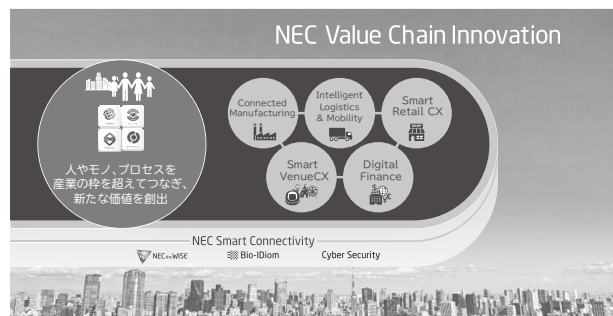 NEC Value Chain Innovation
人やモノ、プロセスを
産業の枠を超えてつなぎ、
新たな価値を創出
Connected
Manufacturing
Intelligent
Logistics
& Mobility
Smart
Retail CX
Smart
VenueCX
Digital
Finance
NEC Smart Connectivity
NEC the WISE
Bio-IDiom
Cyber Security